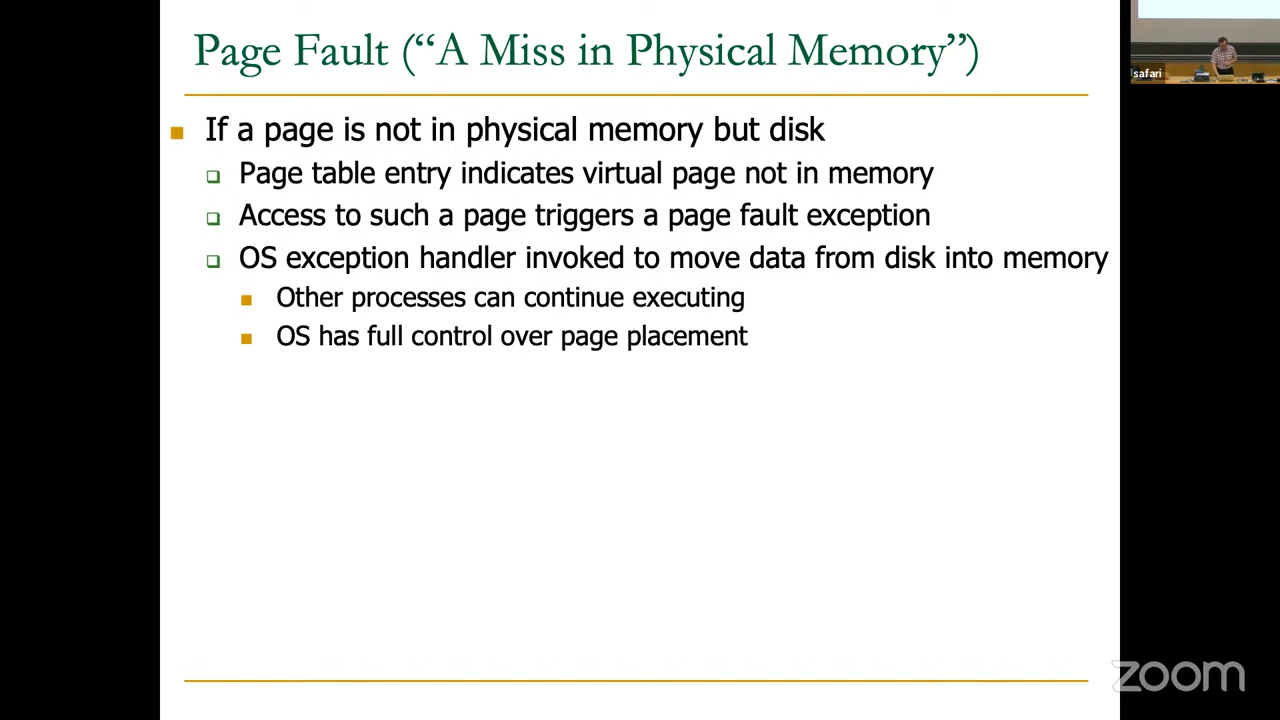 Page Fault (“A Miss in Physical Memory”)
If a page is not in physical memory but disk
Page table entry indicates virtual page not in memory
Access to such a page triggers a page fault exception
OS exception handler invoked to move data from disk into memory
Other processes can continue executing
OS has full control over page placement
safari
zoom